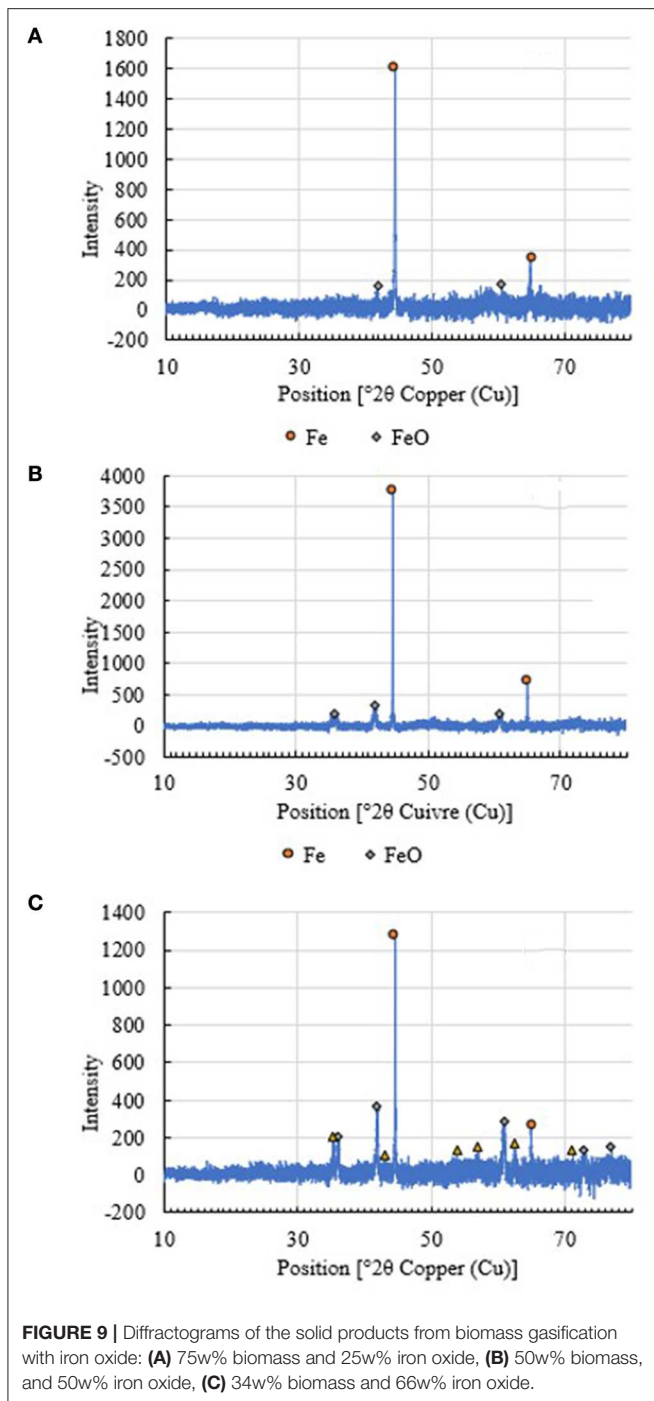 A
1800
1600
1400
1200
1000
800
600
400
200
0
-200
Intensity
10 30 50 70
Position [°2θ Copper (Cu)]
Fe FeO
B
4000
3500
3000
2500
2000
1500
1000
500
0
-500
Intensity
10 30 50 70
Position [°2θ Cuivre (Cu)]
Fe FeO
C
1400
1200
1000
800
600
400
200
0
-200
Intensity
10 30 50 70
Position [°2θ Copper (Cu)]
FIGURE 9 | Diffractograms of the solid products from biomass gasification
with iron oxide: (A) 75w% biomass and 25w% iron oxide, (B) 50w% biomass,
and 50w% iron oxide, (C) 34w% biomass and 66w% iron oxide.